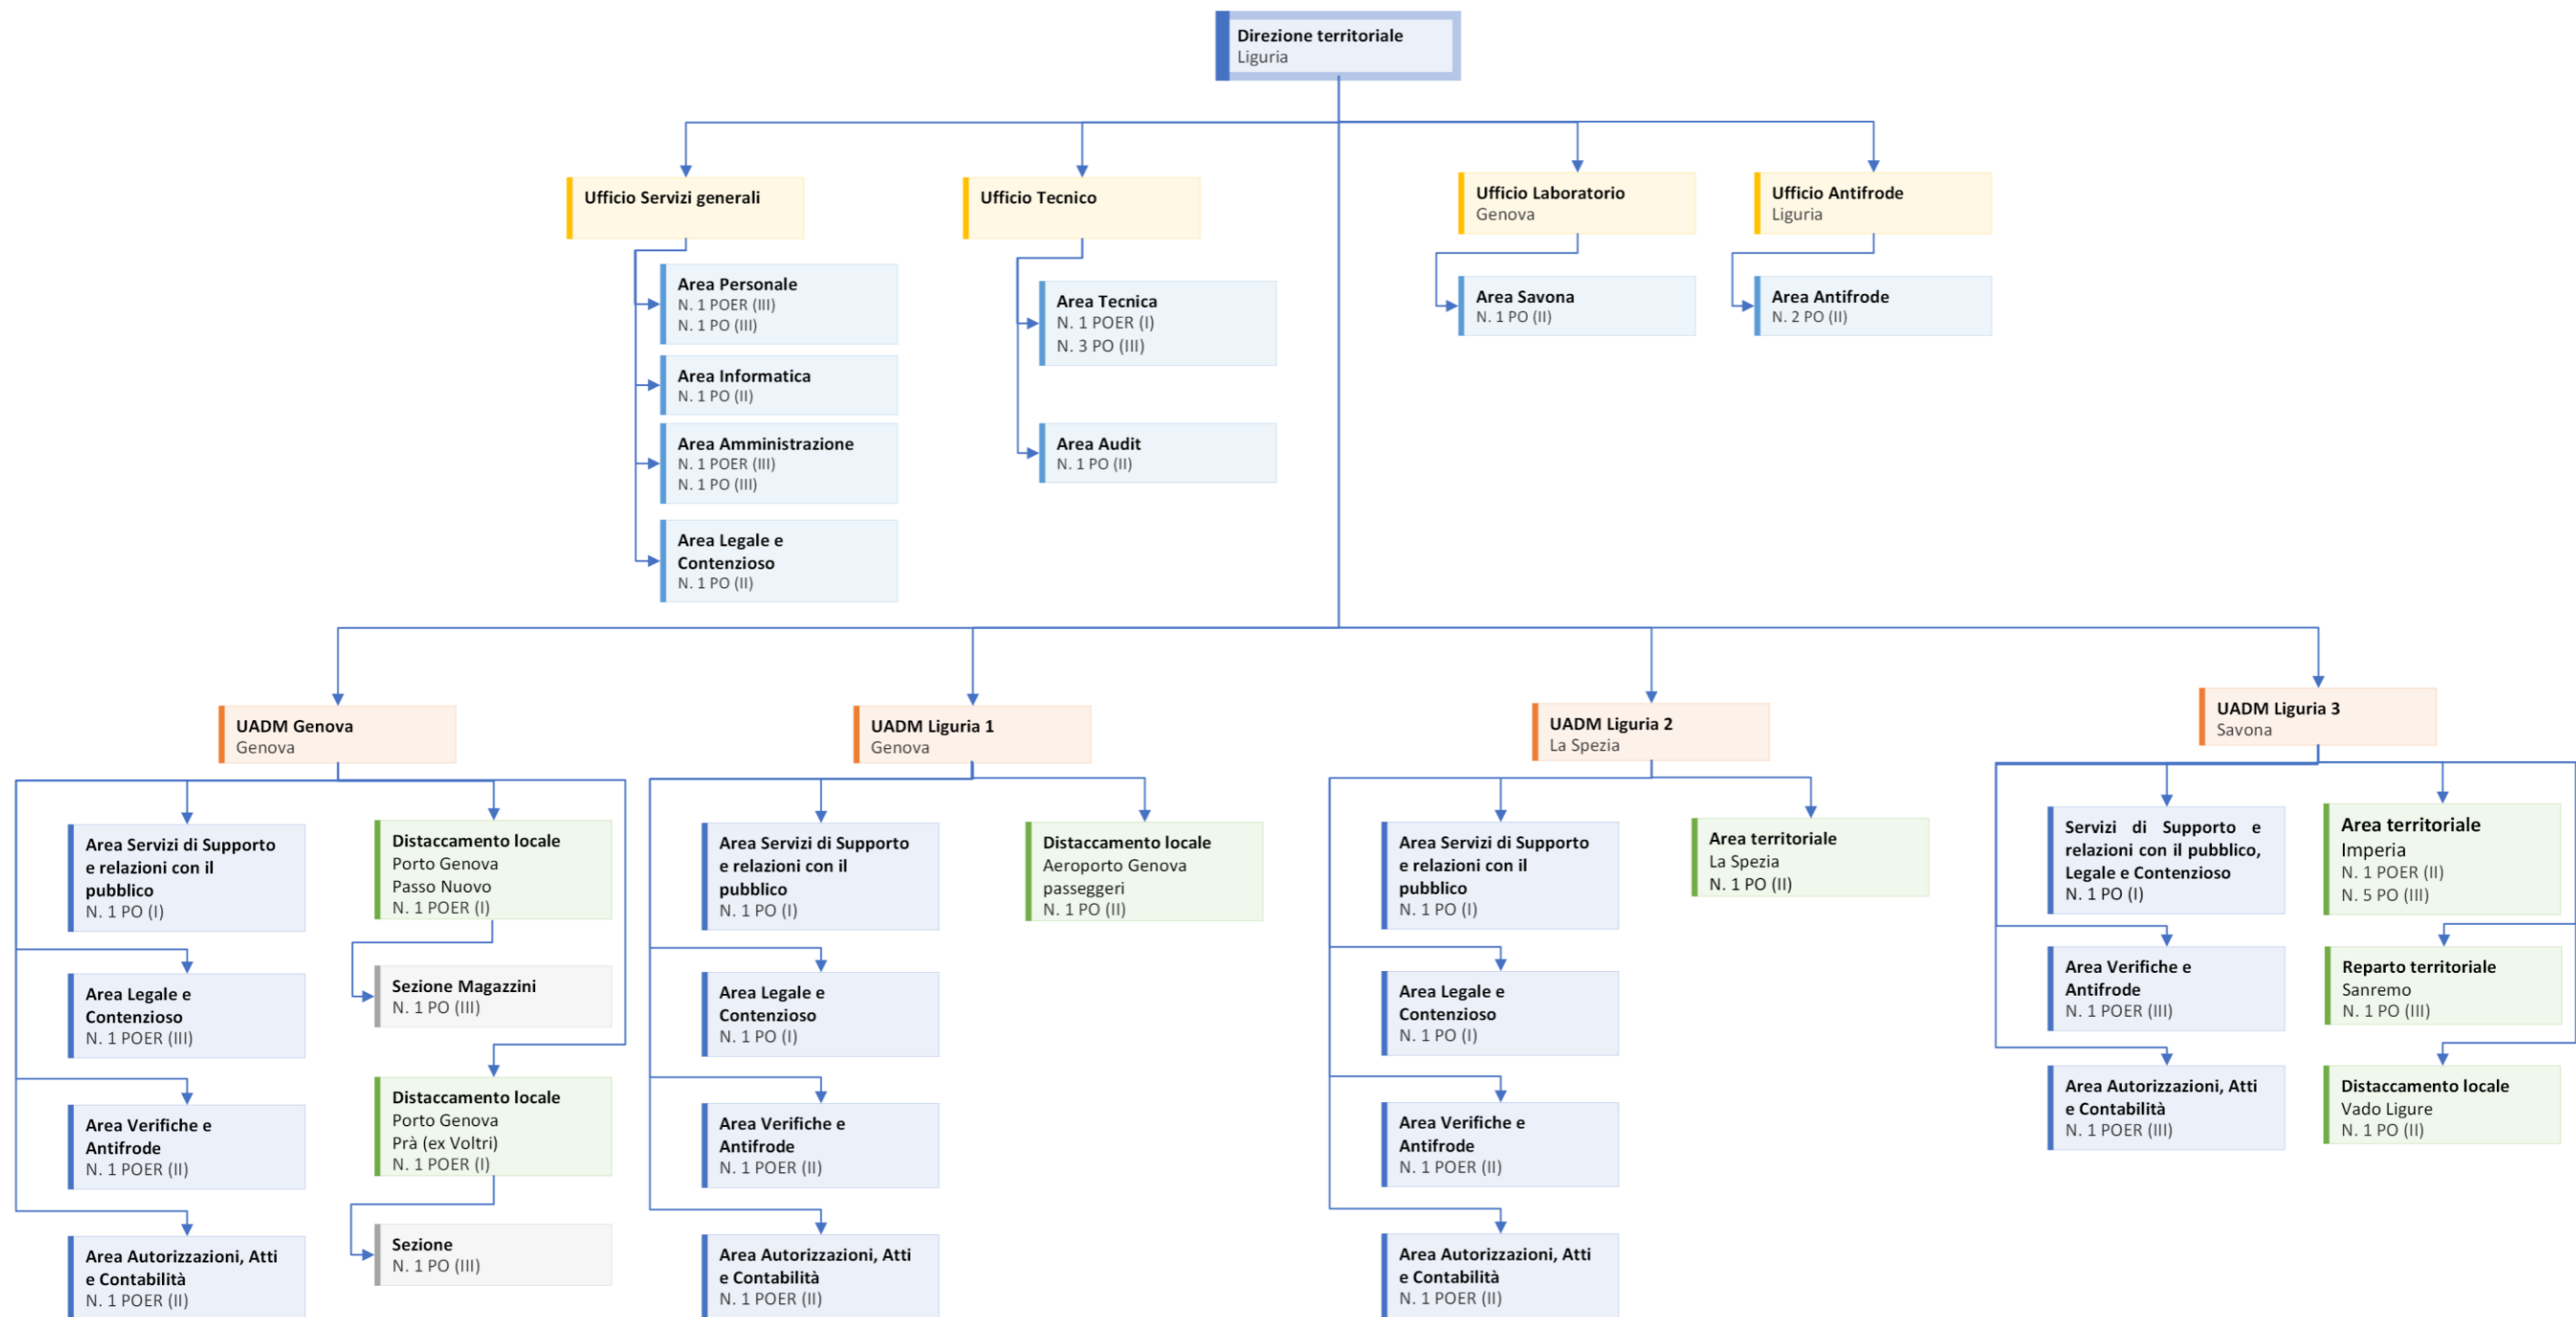 Direzione territoriale
Liguria
Ufficio Servizi generali
Area Personale
N. 1 POER (III)
N. 1 PO (III)
Area Informatica
N. 1 PO (II)
Area Amministrazione
N. 1 POER (III)
N. 1 PO (III)
Area Legale e
Contenzioso
N. 1 PO (II)
Ufficio Tecnico
Area Tecnica
N. 1 POER (I)
N. 3 PO (III)
Area Audit
N. 1 PO (II)
Ufficio Laboratorio
Genova
Area Savona
N. 1 PO (II)
Ufficio Antifrode
Liguria
Area Antifrode
N. 2 PO (II)
UADM Genova
Genova
Area Servizi di Supporto
e relazioni con il
pubblico
N. 1 PO (I)
Area Legale e
Contenzioso
N. 1 POER (III)
Area Verifiche e
Antifrode
N. 1 POER (II)
Area Autorizzazioni, Atti
e Contabilità
N. 1 POER (II)
Distaccamento locale
Porto Genova
Passo Nuovo
N. 1 POER (I)
Sezione Magazzini
N. 1 PO (III)
Distaccamento locale
Porto Genova
Prà (ex Voltri)
N. 1 POER (I)
Sezione
N. 1 PO (III)
UADM Liguria 1
Genova
Area Servizi di Supporto
e relazioni con il
pubblico
N. 1 PO (I)
Area Legale e
Contenzioso
N. 1 PO (I)
Area Verifiche e
Antifrode
N. 1 POER (II)
Area Autorizzazioni, Atti
e Contabilità
N. 1 POER (II)
Distaccamento locale
Aeroporto Genova
passeggeri
N. 1 PO (II)
UADM Liguria 2
La Spezia
Area Servizi di Supporto
e relazioni con il
pubblico
N. 1 PO (I)
Area Legale e
Contenzioso
N. 1 PO (I)
Area Verifiche e
Antifrode
N. 1 POER (II)
Area Autorizzazioni, Atti
e Contabilità
N. 1 POER (II)
Area territoriale
La Spezia
N. 1 PO (II)
UADM Liguria 3
Savona
Servizi di Supporto e
relazioni con il pubblico,
Legale e Contenzioso
N. 1 PO (I)
Area Verifiche e
Antifrode
N. 1 POER (III)
Area Autorizzazioni, Atti
e Contabilità
N. 1 POER (III)
Area territoriale
Imperia
N. 1 POER (II)
N. 5 PO (III)
Reparto territoriale
Sanremo
N. 1 PO (III)
Distaccamento locale
Vado Ligure
N. 1 PO (II)